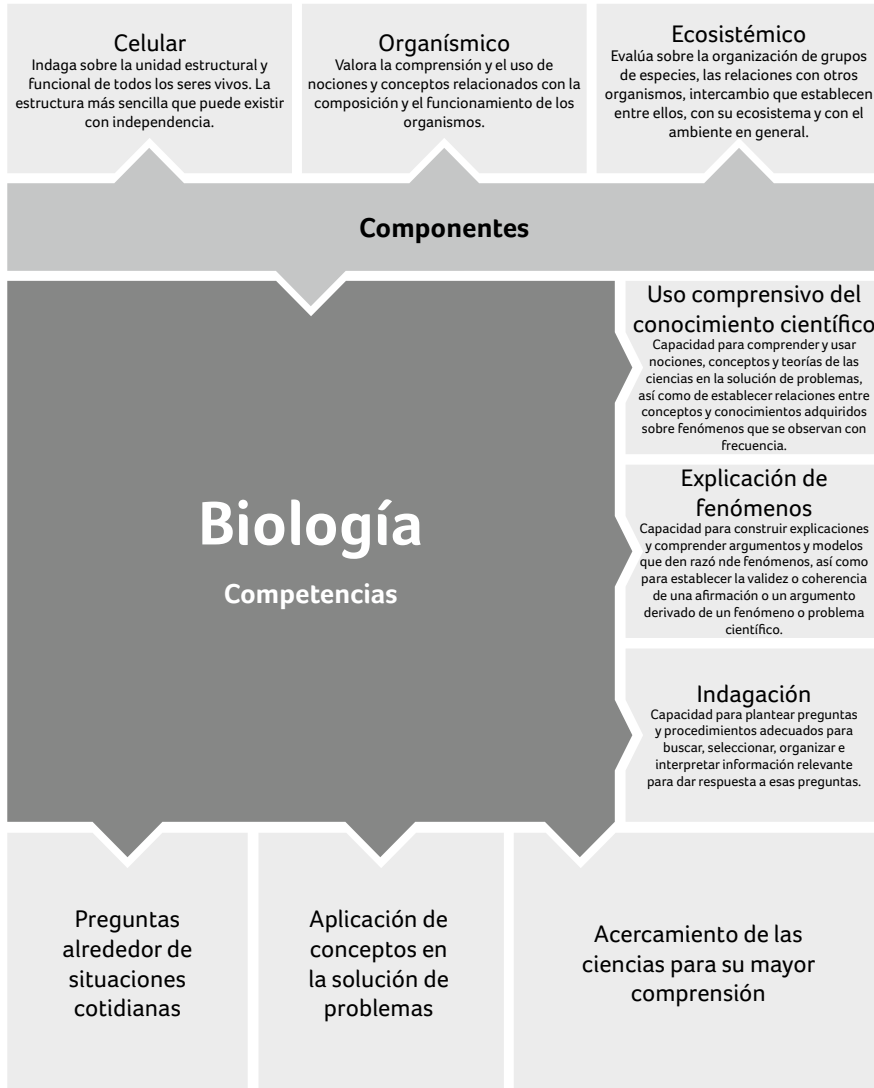 Celular
Indaga sobre la unidad estructural y
funcional de todos los seres vivos. La
estructura más sencilla que puede existir
con independencia.
Organísmico
Valora la comprensión y el uso de
nociones y conceptos relacionados con la
composición y el funcionamiento de los
organismos.
Ecosistémico
Evalúa sobre la organización de grupos
de especies, las relaciones con otros
organismos, intercambio que establecen
entre ellos, con su ecosistema y con el
ambiente en general.
Componentes
Biología
Competencias
Uso comprensivo del
conocimiento científico
Capacidad para comprender y usar
nociones, conceptos y teorías de las
ciencias en la solución de problemas,
así como de establecer relaciones entre
conceptos y conocimientos adquiridos
sobre fenómenos que se observan con
frecuencia.
Explicación de
fenómenos
Capacidad para construir explicaciones
y comprender argumentos y modelos
que den razó nde fenómenos, así como
para establecer la validez o coherencia
de una afirmación o un argumento
derivado de un fenómeno o problema
científico.
Indagación
Capacidad para plantear preguntas
y procedimientos adecuados para
buscar, seleccionar, organizar e
interpretar información relevante
para dar respuesta a esas preguntas.
Preguntas
alrededor de
situaciones
cotidianas
Aplicación de
conceptos en
la solución de
problemas
Acercamiento de las
ciencias para su mayor
comprensión